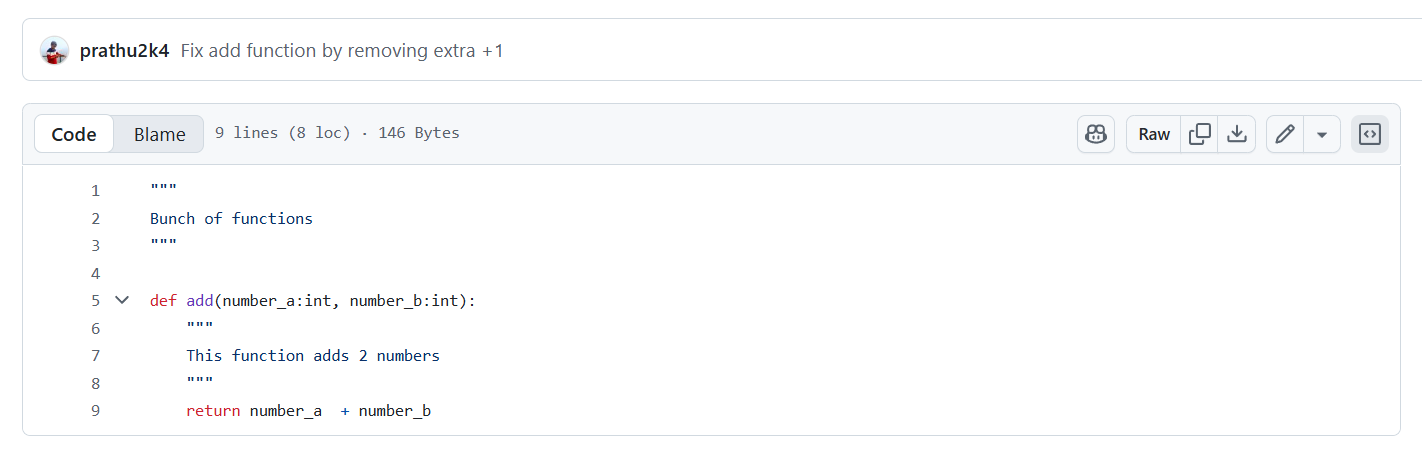 prathu2k4 Fix add function by removing extra +1
Code Blame 9 lines (8 loc) · 146 Bytes Raw
1 """
2 Bunch of functions
3 """
4
5 def add(number_a:int, number_b:int):
6 """
7 This function adds 2 numbers
8 """
9 return number_a  + number_b